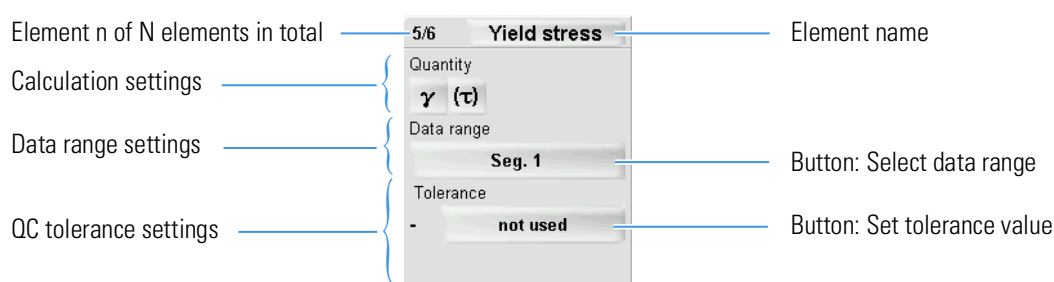 Element n of N elements in total
5/6 Yield stress
Element name
Calculation settings
Quantity
γ (τ)
Data range settings
Data range
Seg. 1
Button: Select data range
QC tolerance settings
Tolerance
- not used
Button: Set tolerance value